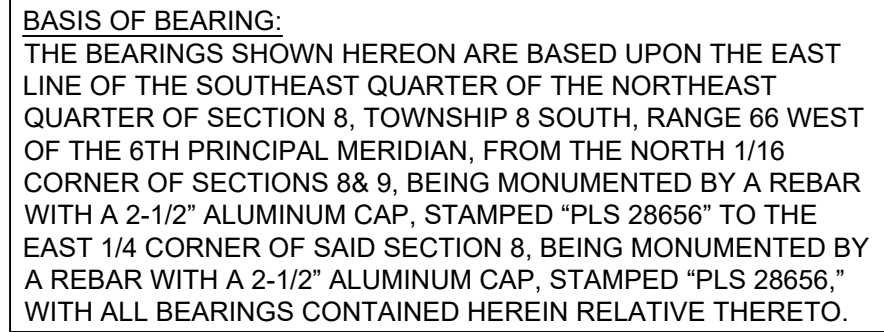 BASIS OF BEARING:
THE BEARINGS SHOWN HEREON ARE BASED UPON THE EAST
LINE OF THE SOUTHEAST QUARTER OF THE NORTHEAST
QUARTER OF SECTION 8, TOWNSHIP 8 SOUTH, RANGE 66 WEST
OF THE 6TH PRINCIPAL MERIDIAN, FROM THE NORTH 1/16
CORNER OF SECTIONS 8& 9, BEING MONUMENTED BY A REBAR
WITH A 2-1/2” ALUMINUM CAP, STAMPED “PLS 28656” TO THE
EAST 1/4 CORNER OF SAID SECTION 8, BEING MONUMENTED BY
A REBAR WITH A 2-1/2” ALUMINUM CAP, STAMPED “PLS 28656,”
WITH ALL BEARINGS CONTAINED HEREIN RELATIVE THERETO.